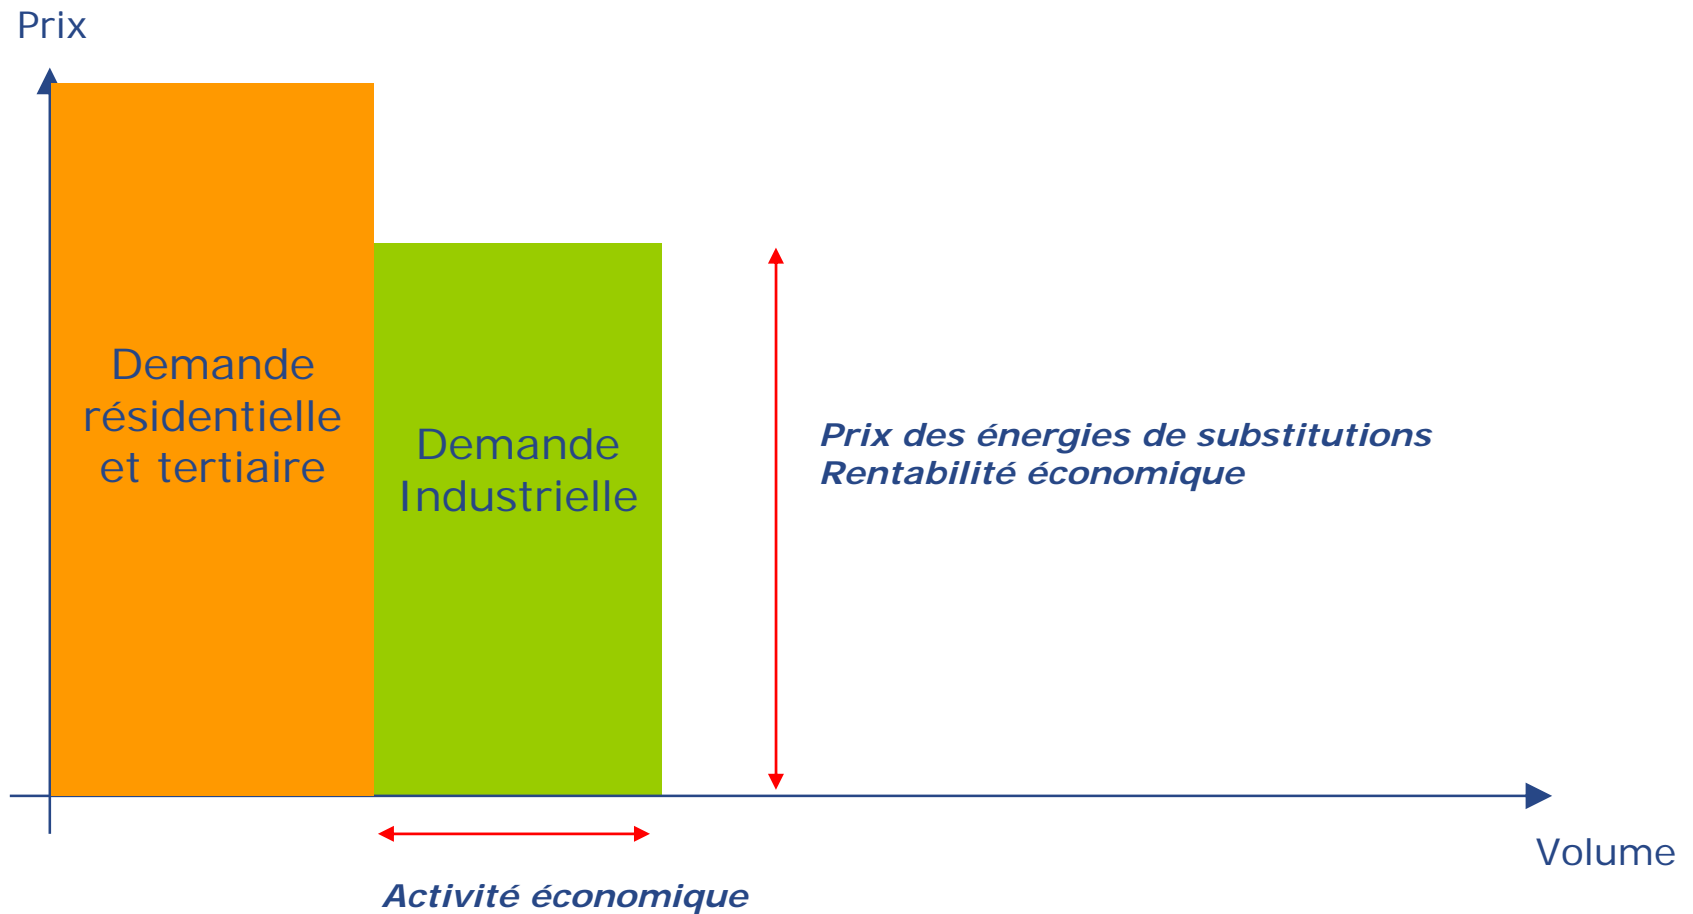 Prix
Demande
résidentielle
et tertiaire
Demande
Industrielle
Prix des énergies de substitutions
Rentabilité économique
Volume
Activité économique